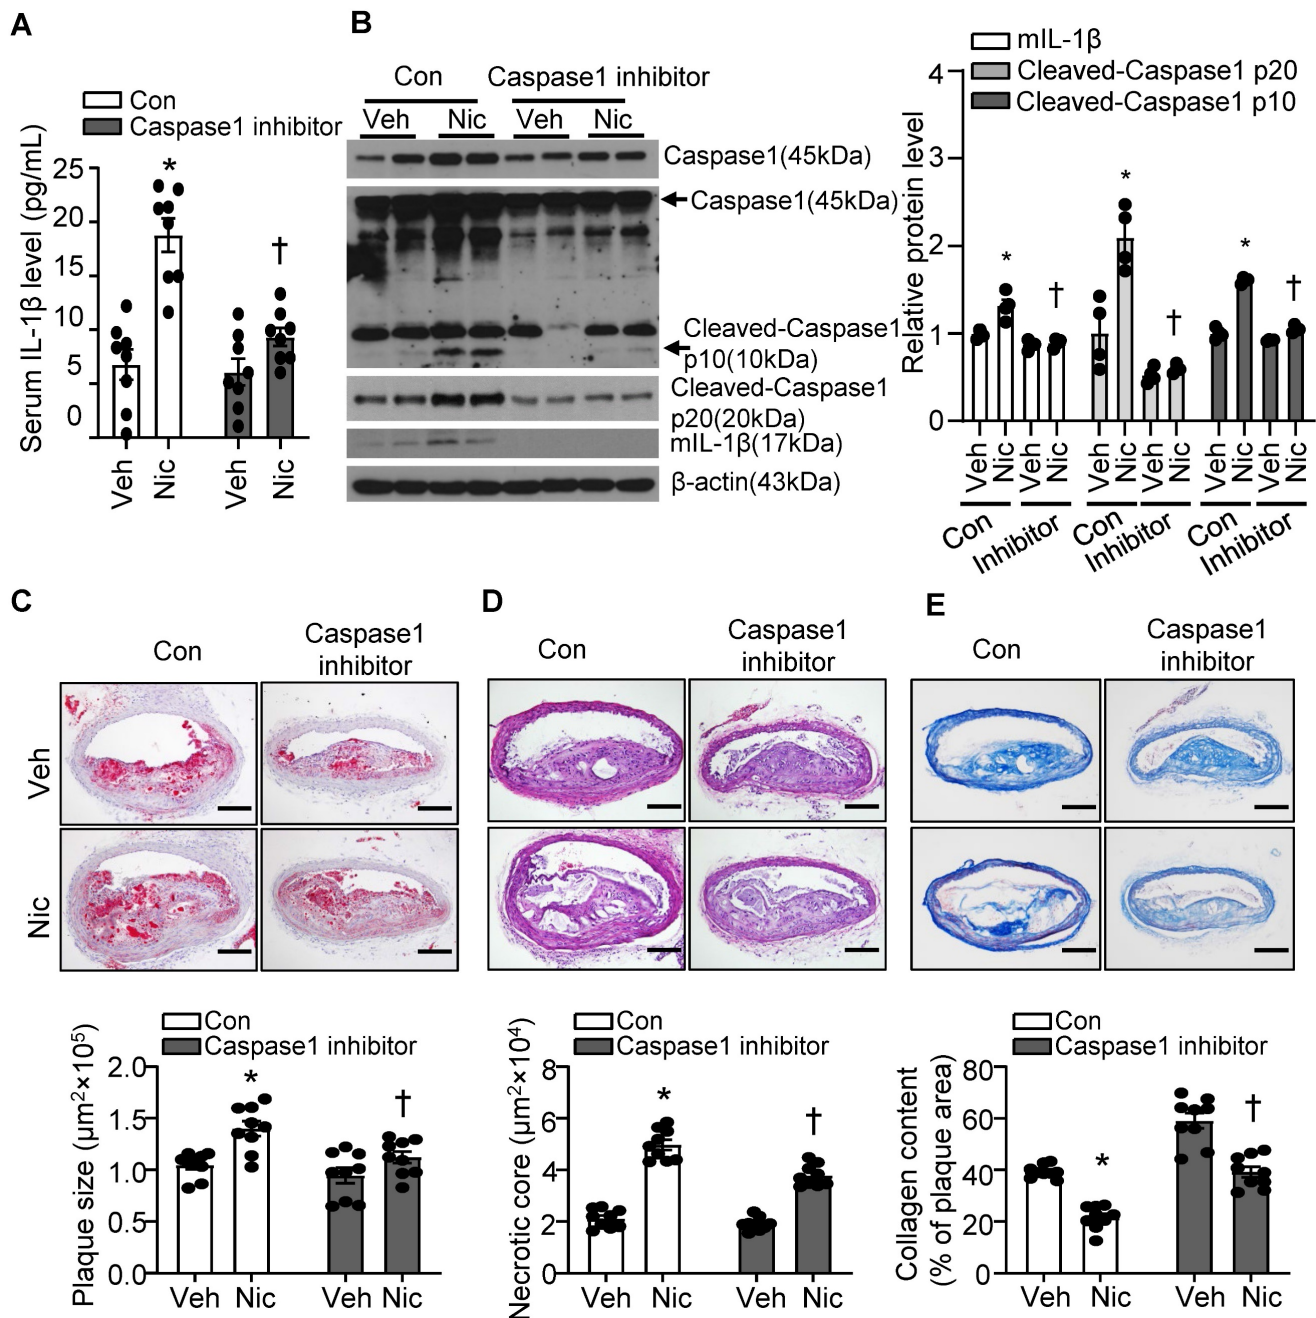 A
Con
Caspase1 inhibitor
Serum IL-1β level (pg/mL)
25
20
15
10
5
0
*
†
Veh
Nic
Veh
Nic
B
Con
Caspase1 inhibitor
Veh
Nic
Veh
Nic
Caspase1(45kDa)
Caspase1(45kDa)
Cleaved-Caspase1
p10(10kDa)
Cleaved-Caspase1
p20(20kDa)
mIL-1β(17kDa)
β-actin(43kDa)
mIL-1β
Cleaved-Caspase1 p20
Cleaved-Caspase1 p10
Relative protein level
4
3
2
1
0
*
†
*
†
*
†
Veh
Nic
Veh
Nic
Veh
Nic
Veh
Nic
Veh
Nic
Veh
Nic
Con
Inhibitor
Con
Inhibitor
Con
Inhibitor
C
Con
Caspase1
inhibitor
Veh
Nic
Con
Caspase1 inhibitor
Plaque size (μm²×10⁵)
2.0
1.5
1.0
0.5
0.0
*
†
Veh
Nic
Veh
Nic
D
Con
Caspase1
inhibitor
Con
Caspase1 inhibitor
Necrotic core (μm²×10⁴)
8
6
4
2
0
*
†
Veh
Nic
Veh
Nic
E
Con
Caspase1
inhibitor
Con
Caspase1 inhibitor
Collagen content
(% of plaque area)
80
60
40
20
0
*
†
Veh
Nic
Veh
Nic